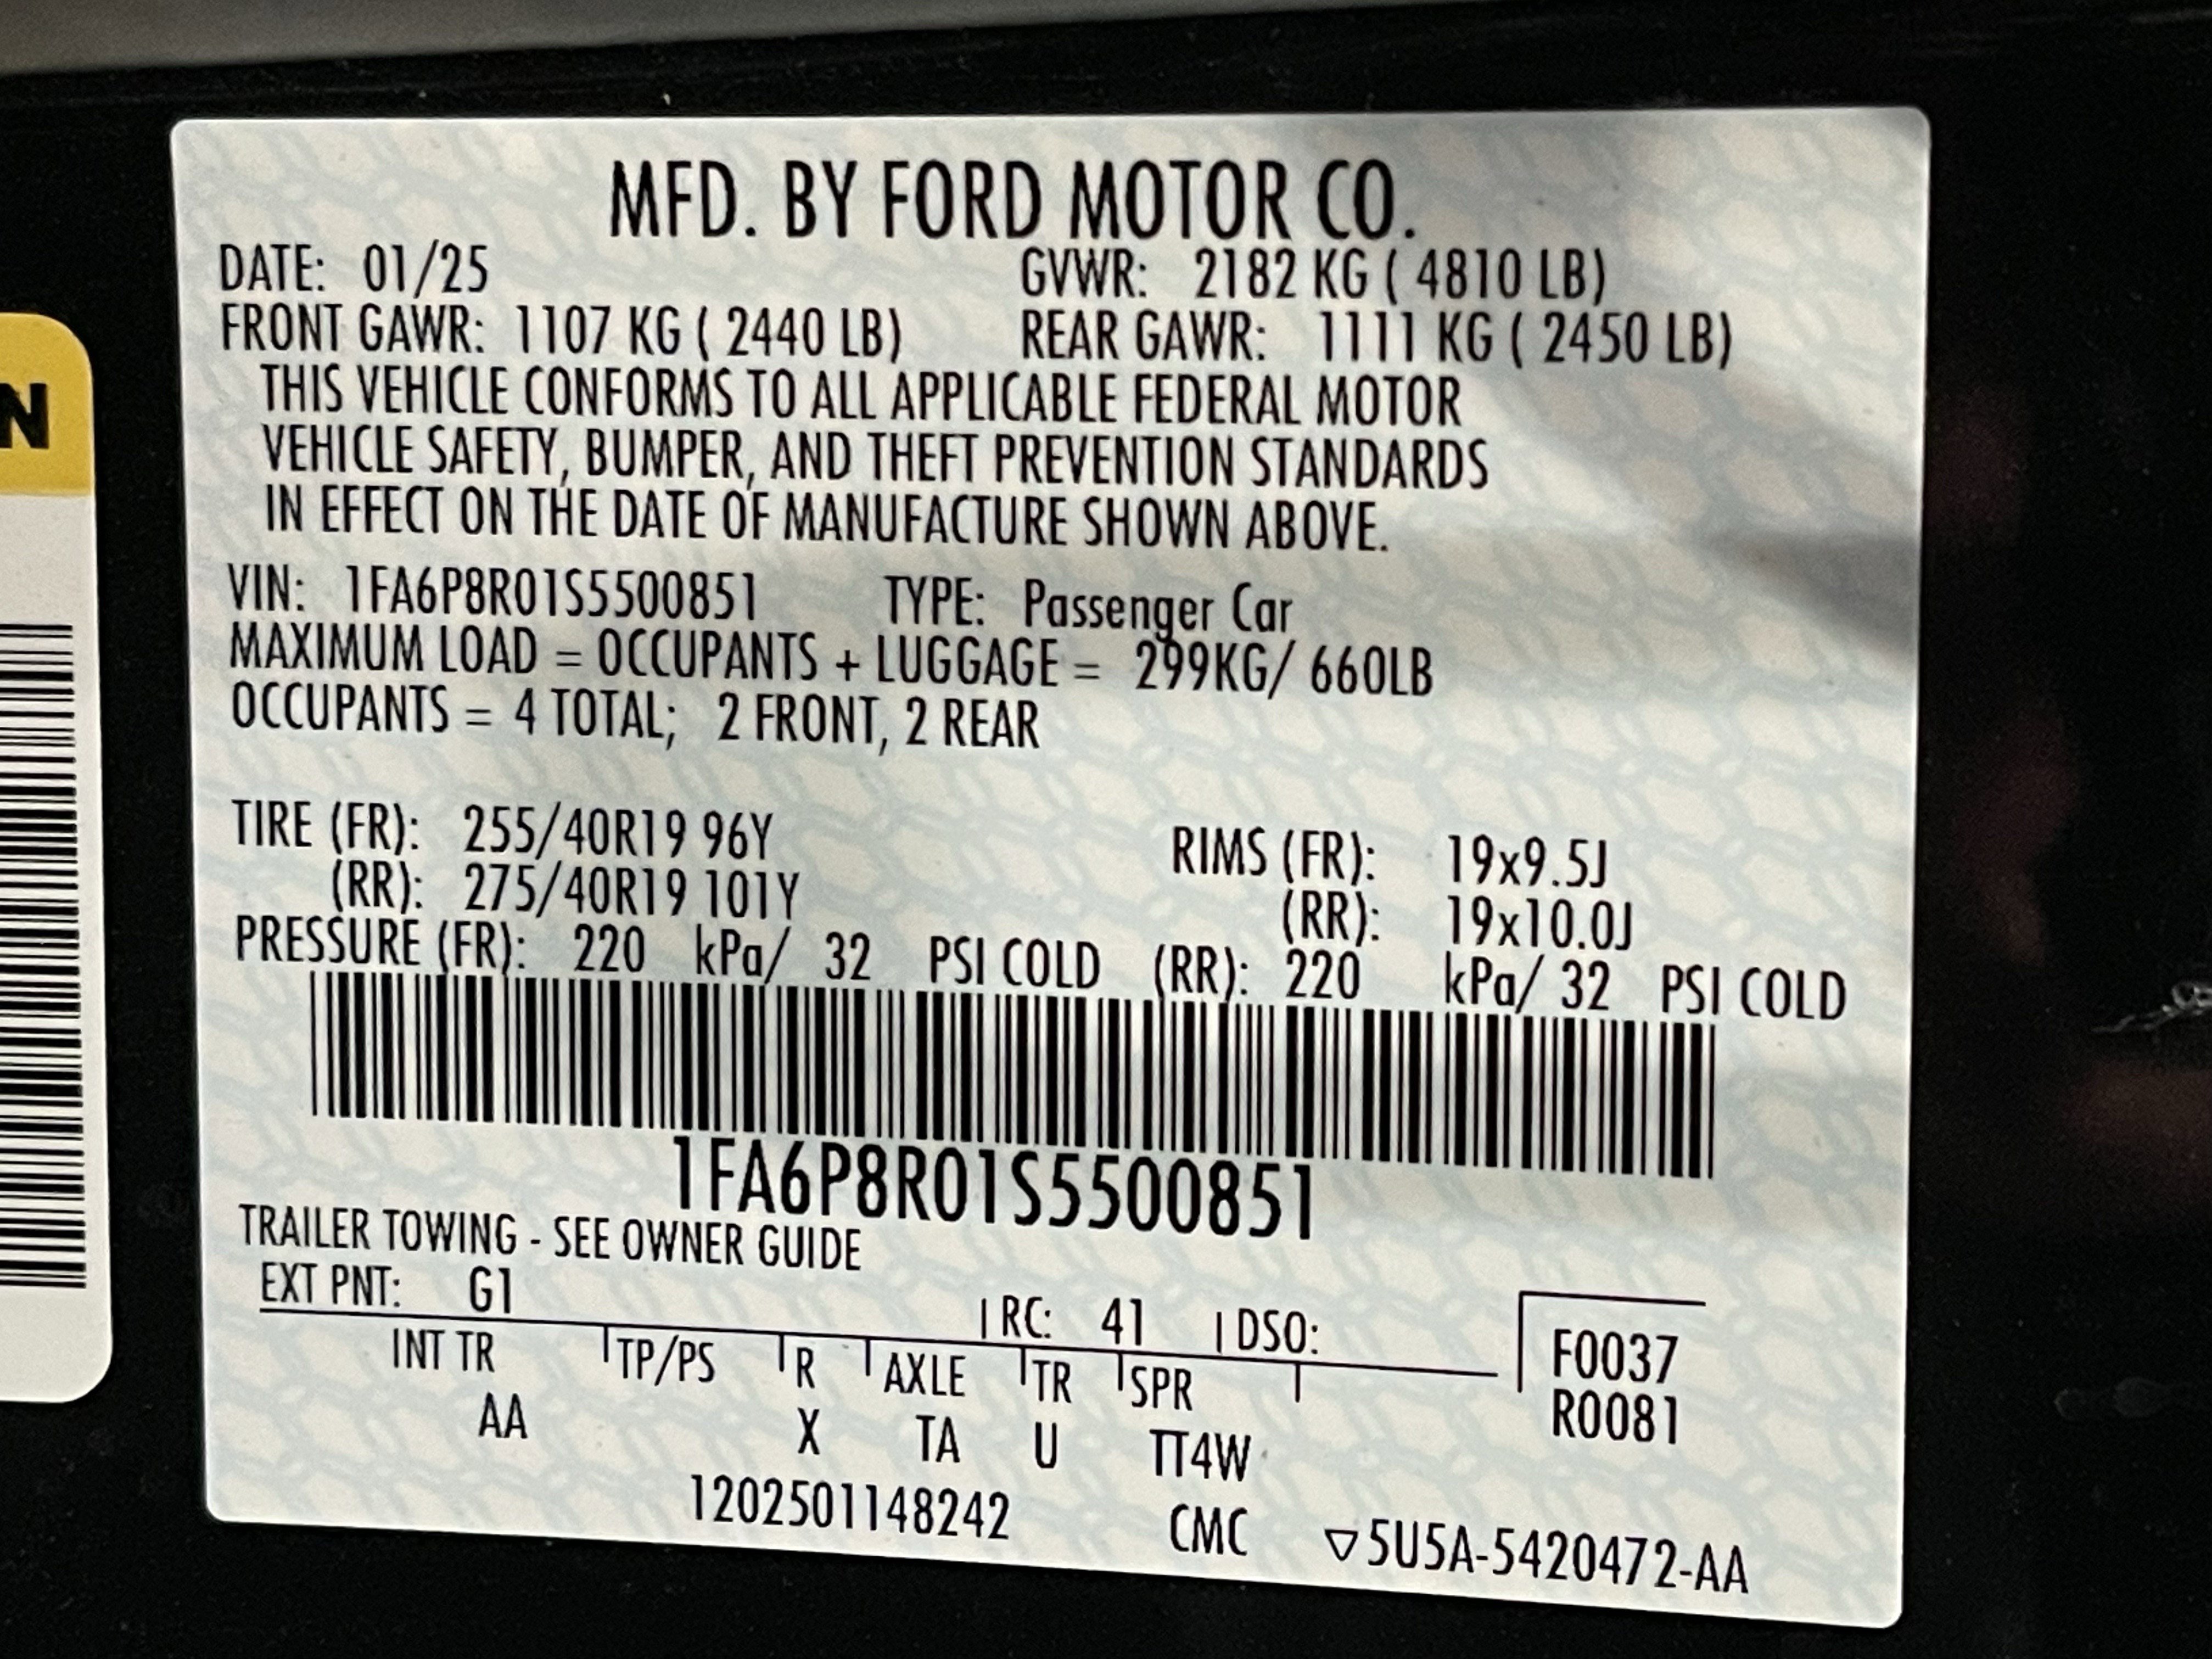 MFD. BY FORD MOTOR CO.
DATE: 01/25 GVWR: 2182 KG ( 4810 LB)
FRONT GAWR: 1107 KG ( 2440 LB) REAR GAWR: 1111 KG ( 2450 LB)
THIS VEHICLE CONFORMS TO ALL APPLICABLE FEDERAL MOTOR
VEHICLE SAFETY, BUMPER, AND THEFT PREVENTION STANDARDS
IN EFFECT ON THE DATE OF MANUFACTURE SHOWN ABOVE.
VIN: 1FA6P8R01S5500851 TYPE: Passenger Car
MAXIMUM LOAD = OCCUPANTS + LUGGAGE = 299KG/ 660LB
OCCUPANTS = 4 TOTAL; 2 FRONT, 2 REAR
TIRE (FR): 255/40R19 96Y RIMS (FR): 19x9.5J
(RR): 275/40R19 101Y (RR): 19x10.0J
PRESSURE (FR): 220 kPa/ 32 PSI COLD (RR): 220 kPa/ 32 PSI COLD
1FA6P8R01S5500851
TRAILER TOWING - SEE OWNER GUIDE
EXT PNT: G1 RC: 41 DSO:
F0037
INT TR TP/PS R AXLE TR SPR
R0081
AA X TA U TT4W
1202501148242 CMC ▽5U5A-5420472-AA
N